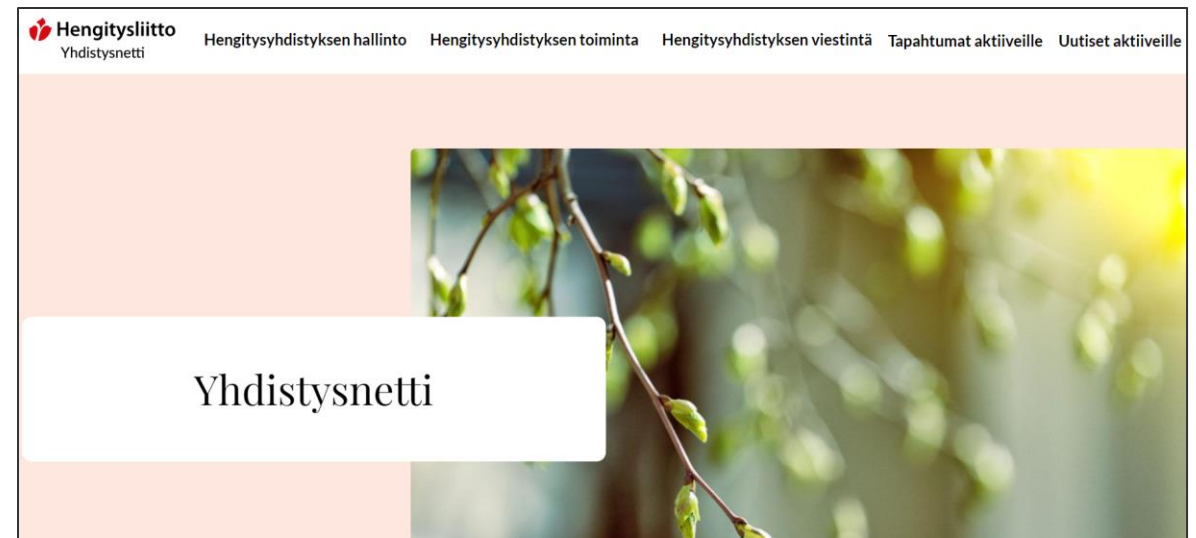 Hengitysliitto
Yhdistysnetti
Hengitysyhdistyksen hallinto Hengitysyhdistyksen toiminta Hengitysyhdistyksen viestintä Tapahtumat aktiiveille Uutiset aktiiveille
Yhdistysnetti